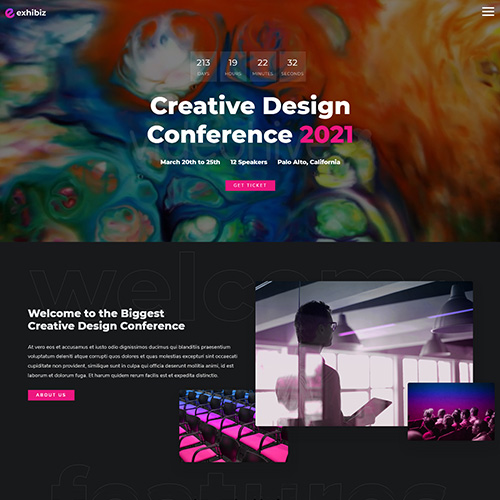 exhibiz
213 19 22 32
DAYS HOURS MINUTES SECONDS
Creative Design
Conference 2021
March 20th to 25th 12 Speakers Palo Alto, California
GET TICKET
welcome
Welcome to the Biggest
Creative Design Conference
At vero eos et accusamus et iusto odio dignissimos ducimus qui blanditiis praesentium
voluptatum deleniti atque corrupti quos dolores et quas molestias excepturi sint occaecati
cupiditate non provident, similique sunt in culpa qui officia deserunt mollitia animi, id est
laborum et dolorum fuga. Et harum quidem rerum facilis est et expedita distinctio.
ABOUT US
features